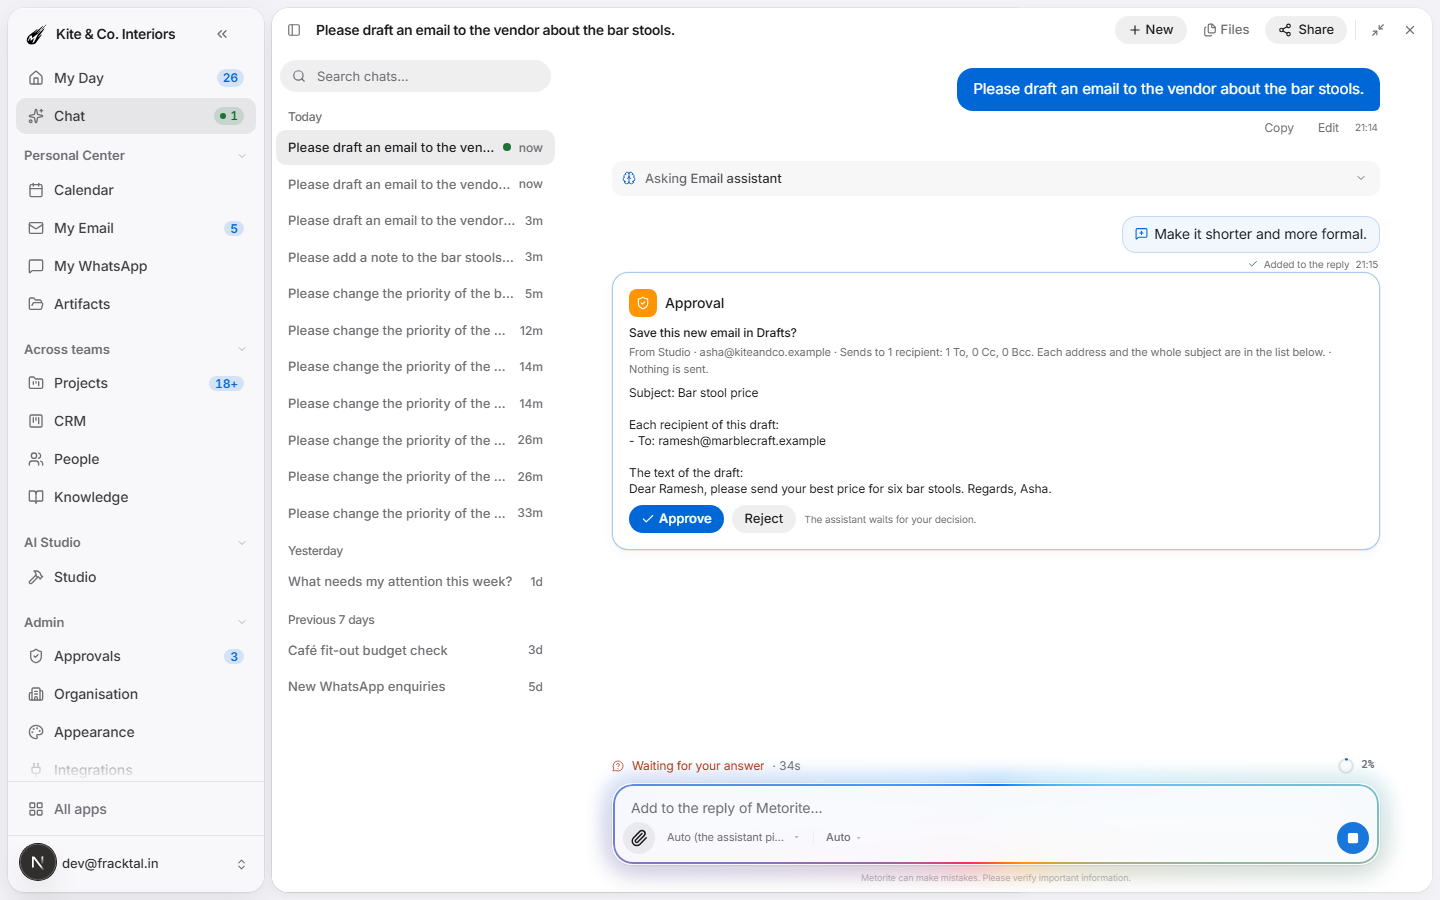 Kite & Co. Interiors
My Day 26
Chat 1
Personal Center
Calendar
My Email 5
My WhatsApp
Artifacts
Across teams
Projects 18+
CRM
People
Knowledge
AI Studio
Studio
Admin
Approvals 3
Organisation
Appearance
Integrations
All apps
N dev@fracktal.in
Please draft an email to the vendor about the bar stools.
New
Files
Share
Search chats...
Today
Please draft an email to the ven... now
Please draft an email to the vendo... now
Please draft an email to the vendor... 3m
Please add a note to the bar stools... 3m
Please change the priority of the b... 5m
Please change the priority of the ... 12m
Please change the priority of the ... 14m
Please change the priority of the ... 14m
Please change the priority of the ... 26m
Please change the priority of the ... 26m
Please change the priority of the ... 33m
Yesterday
What needs my attention this week? 1d
Previous 7 days
Café fit-out budget check 3d
New WhatsApp enquiries 5d
Please draft an email to the vendor about the bar stools.
Copy Edit 21:14
Asking Email assistant
Make it shorter and more formal.
Added to the reply 21:15
Approval
Save this new email in Drafts?
From Studio · asha@kiteandco.example · Sends to 1 recipient: 1 To, 0 Cc, 0 Bcc. Each address and the whole subject are in the list below. ·
Nothing is sent.
Subject: Bar stool price
Each recipient of this draft:
- To: ramesh@marblecraft.example
The text of the draft:
Dear Ramesh, please send your best price for six bar stools. Regards, Asha.
Approve
Reject
The assistant waits for your decision.
Waiting for your answer · 34s
2%
Add to the reply of Metorite...
Auto (the assistant pi...
Auto
Metorite can make mistakes. Please verify important information.